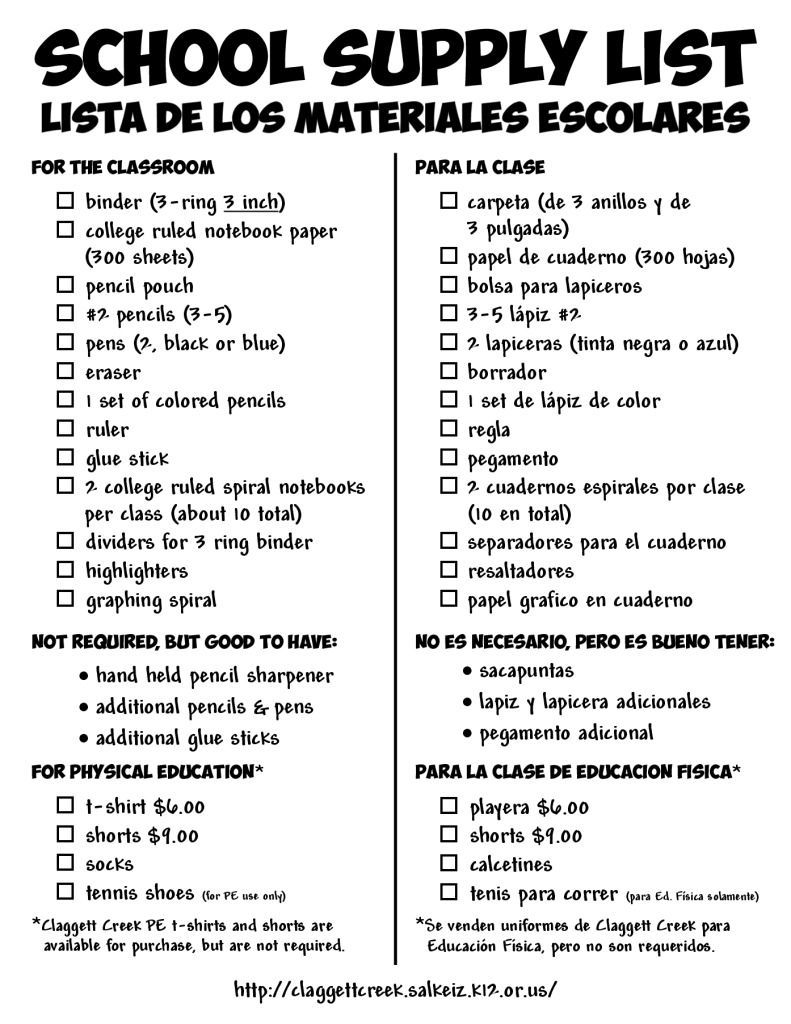 SCHOOL SUPPLY LIST
LISTA DE LOS MATERIALES ESCOLARES
FOR THE CLASSROOM
binder (3-ring 3 inch)
college ruled notebook paper
(300 sheets)
pencil pouch
#2 pencils (3-5)
pens (2, black or blue)
eraser
1 set of colored pencils
ruler
glue stick
2 college ruled spiral notebooks
per class (about 10 total)
dividers for 3 ring binder
highlighters
graphing spiral
NOT REQUIRED, BUT GOOD TO HAVE:
• hand held pencil sharpener
• additional pencils & pens
• additional glue sticks
FOR PHYSICAL EDUCATION*
t-shirt $6.00
shorts $9.00
socks
tennis shoes (for PE use only)
*Claggett Creek PE t-shirts and shorts are
available for purchase, but are not required.
PARA LA CLASE
carpeta (de 3 anillos y de
3 pulgadas)
papel de cuaderno (300 hojas)
bolsa para lapiceros
3-5 lápiz #2
2 lapiceras (tinta negra o azul)
borrador
1 set de lápiz de color
regla
pegamento
2 cuadernos espirales por clase
(10 en total)
separadores para el cuaderno
resaltadores
papel grafico en cuaderno
NO ES NECESARIO, PERO ES BUENO TENER:
• sacapuntas
• lapiz y lapicera adicionales
• pegamento adicional
PARA LA CLASE DE EDUCACION FISICA*
playera $6.00
shorts $9.00
calcetines
tenis para correr (para Ed. Física solamente)
*Se venden uniformes de Claggett Creek para
Educación Física, pero no son requeridos.
http://claggettcreek.salkeiz.k12.or.us/